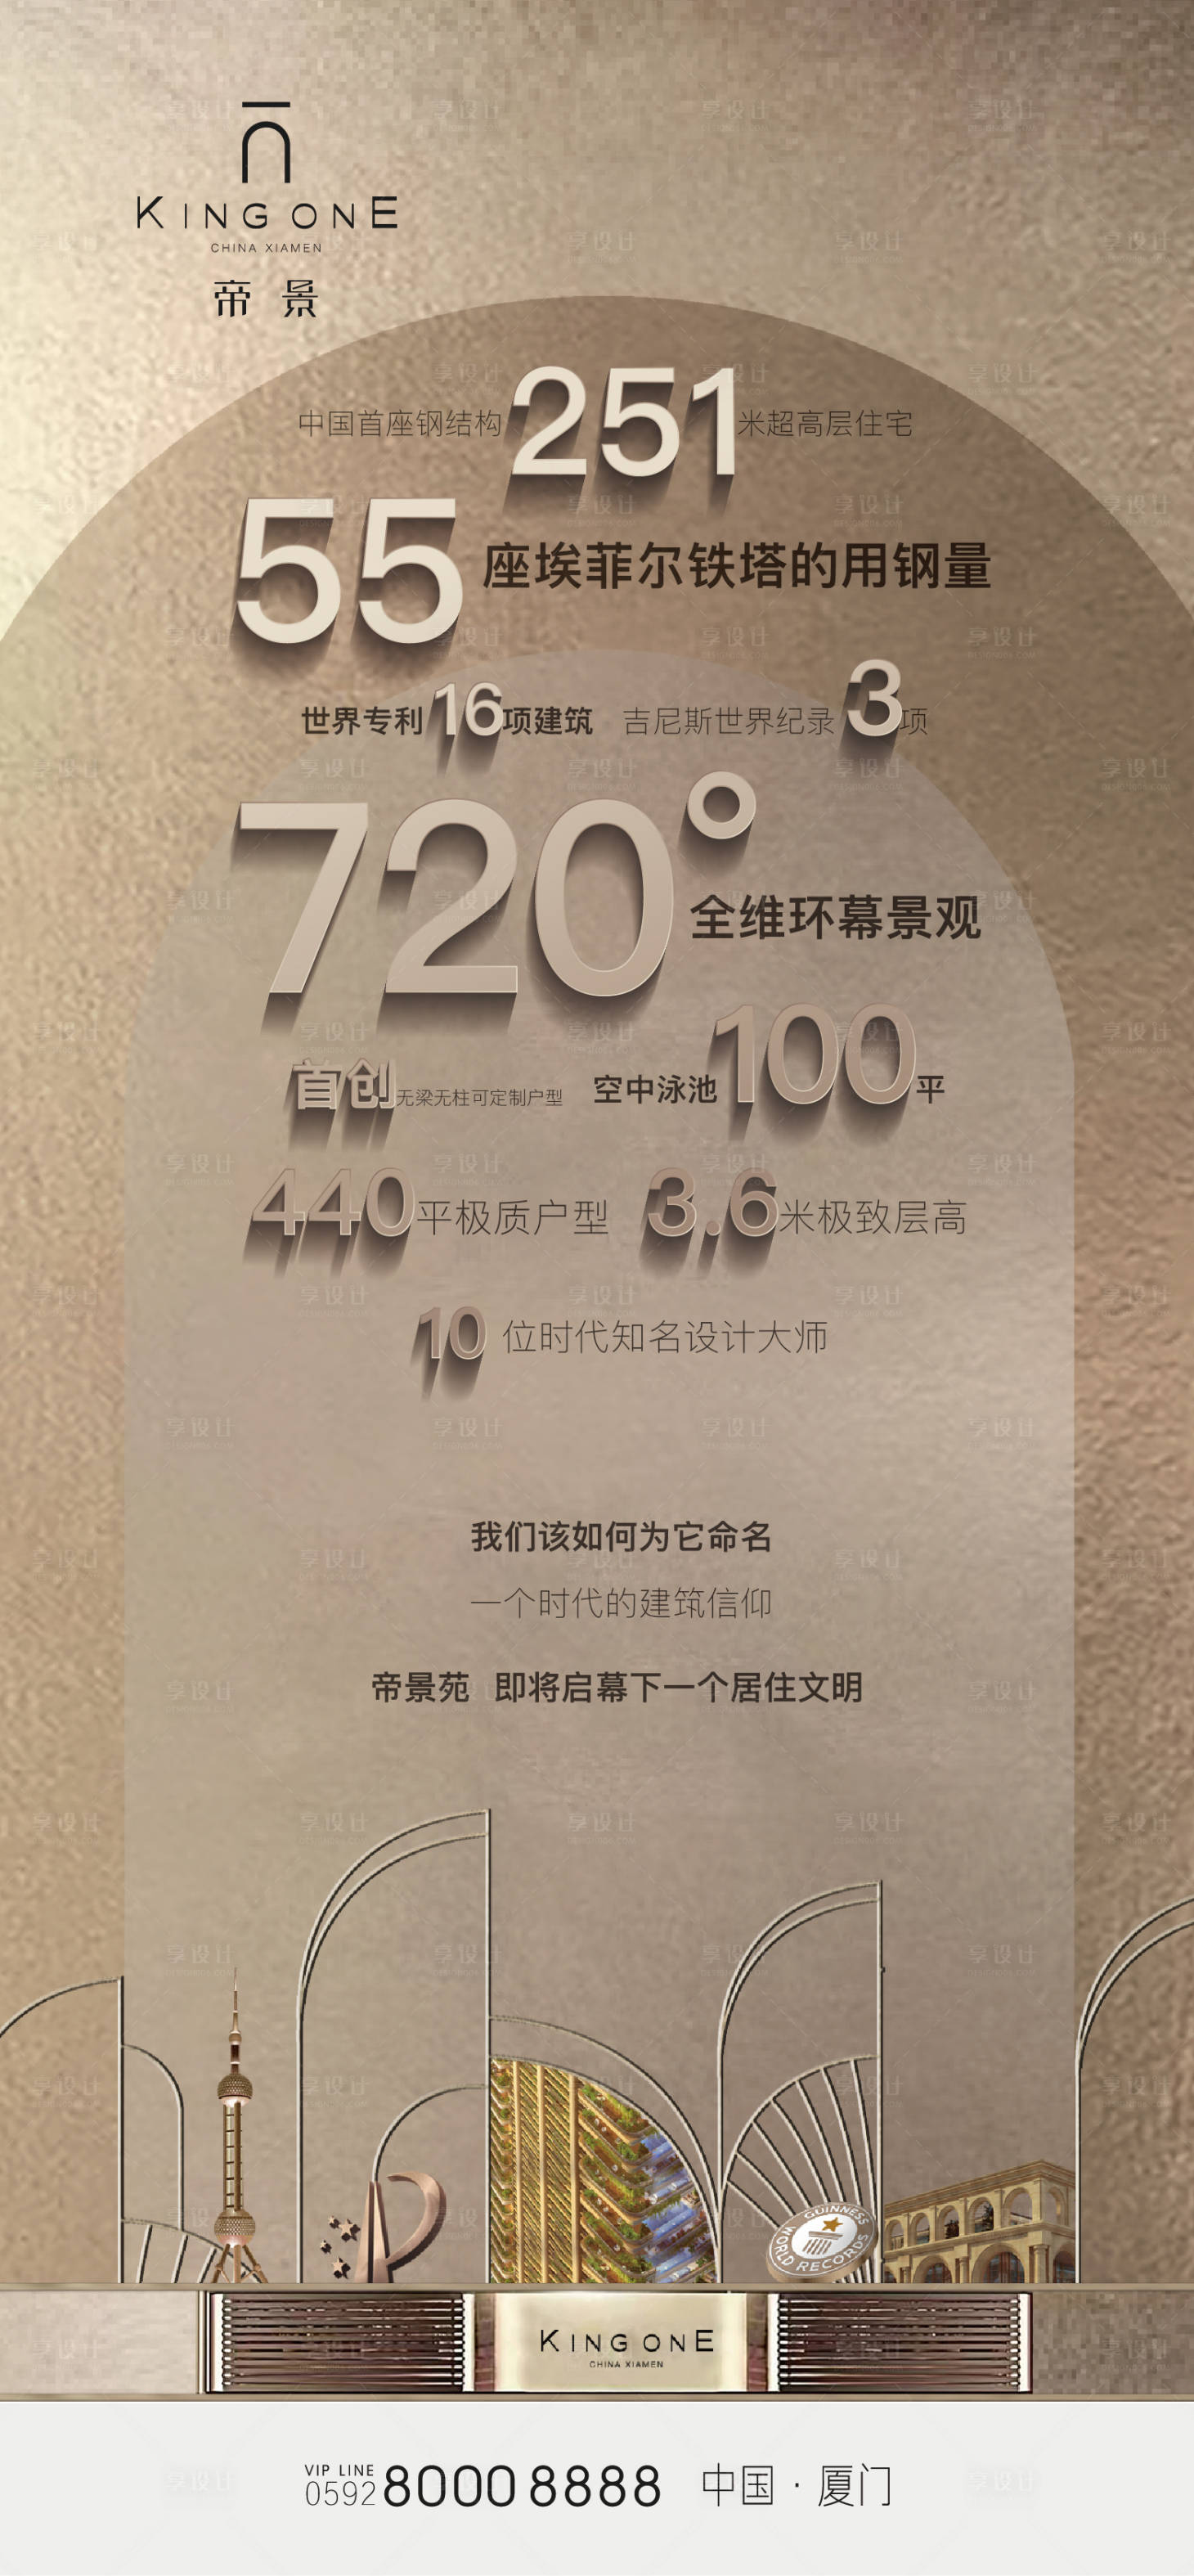 KING ONE
CHINA XIAMEN
帝景
中国首座钢结构251米超高层住宅
55座埃菲尔铁塔的用钢量
世界专利16项建筑 吉尼斯世界纪录3项
720°全维环幕景观
首创无梁无柱可定制户型 空中泳池100平
440平极质户型 3.6米极致层高
10位时代知名设计大师
我们该如何为它命名
一个时代的建筑信仰
帝景苑 即将启幕下一个居住文明
GUINNESS WORLD RECORDS
KING ONE
CHINA XIAMEN
VIP LINE
0592 8000 8888 中国·厦门
享设计